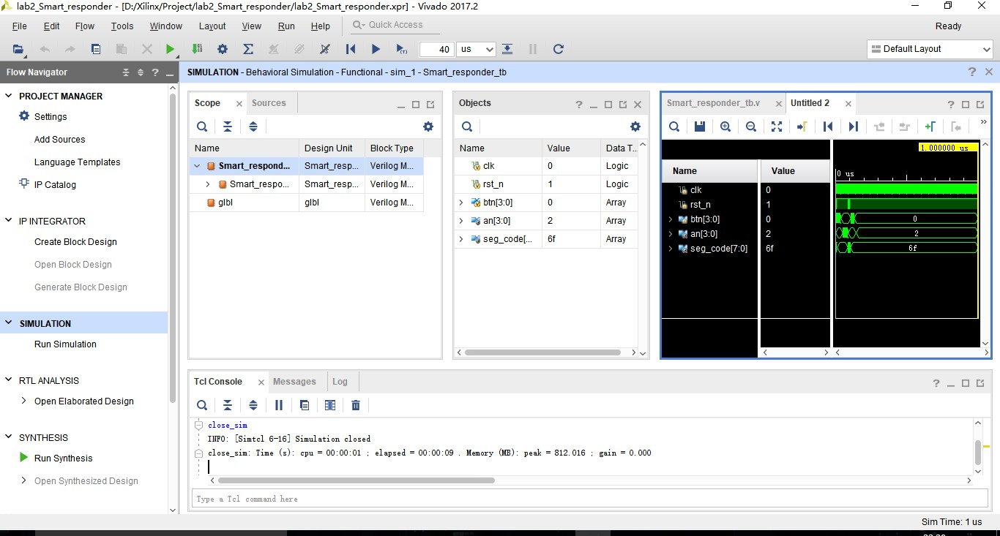 lab2_Smart_responder - [D:/Xilinx/Project/lab2_Smart_responder/lab2_Smart_responder.xpr] - Vivado 2017.2
File Edit Flow Tools Window Layout View Run Help Quick Access Ready
40 us Default Layout
Flow Navigator
SIMULATION - Behavioral Simulation - Functional - sim_1 - Smart_responder_tb
PROJECT MANAGER
Settings
Add Sources
Language Templates
IP Catalog
IP INTEGRATOR
Create Block Design
Open Block Design
Generate Block Design
SIMULATION
Run Simulation
RTL ANALYSIS
Open Elaborated Design
SYNTHESIS
Run Synthesis
Open Synthesized Design
Scope Sources
Name Design Unit Block Type
Smart_respond... Smart_resp... Verilog M...
Smart_respo... Smart_resp... Verilog M...
glbl glbl Verilog M...
Objects
Name Value Data T...
clk 0 Logic
rst_n 1 Logic
btn[3:0] 0 Array
an[3:0] 2 Array
seg_code[... 6f Array
Smart_responder_tb.v Untitled 2
1.000000 us
Name Value 0 us
clk 0
rst_n 1
btn[3:0] 0 0
an[3:0] 2 2
seg_code[7:0] 6f 6f
Tcl Console Messages Log
close_sim
INFO: [Simtcl 6-16] Simulation closed
close_sim: Time (s): cpu = 00:00:01 ; elapsed = 00:00:09 . Memory (MB): peak = 812.016 ; gain = 0.000
Type a Tcl command here
Sim Time: 1 us